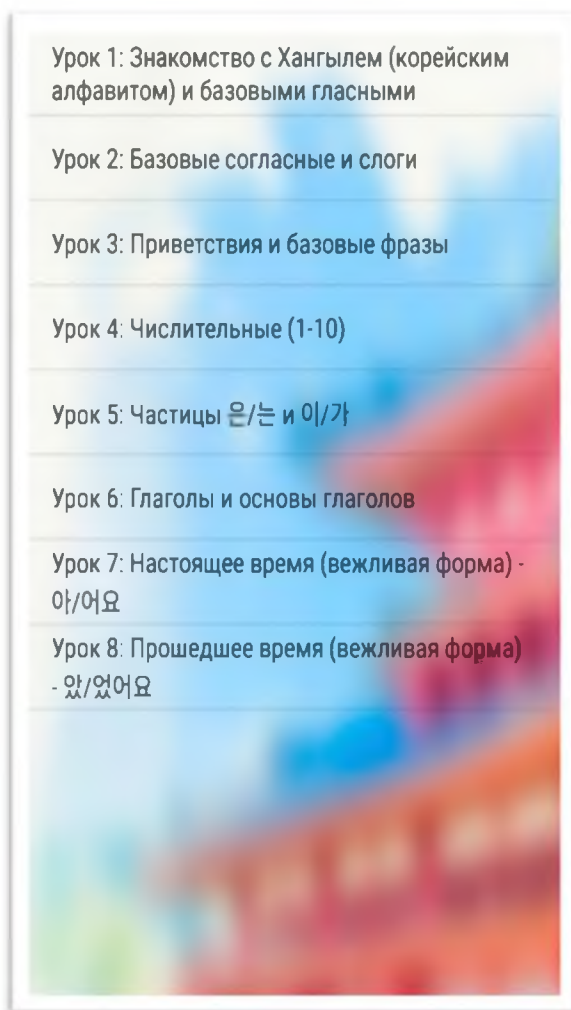 Урок 1: Знакомство с Хангылем (корейским
алфавитом) и базовыми гласными
Урок 2: Базовые согласные и слоги
Урок 3: Приветствия и базовые фразы
Урок 4: Числительные (1-10)
Урок 5: Частицы 은/는 и 이/가
Урок 6: Глаголы и основы глаголов
Урок 7: Настоящее время (вежливая форма) -
아/어요
Урок 8: Прошедшее время (вежливая форма)
- 았/었어요